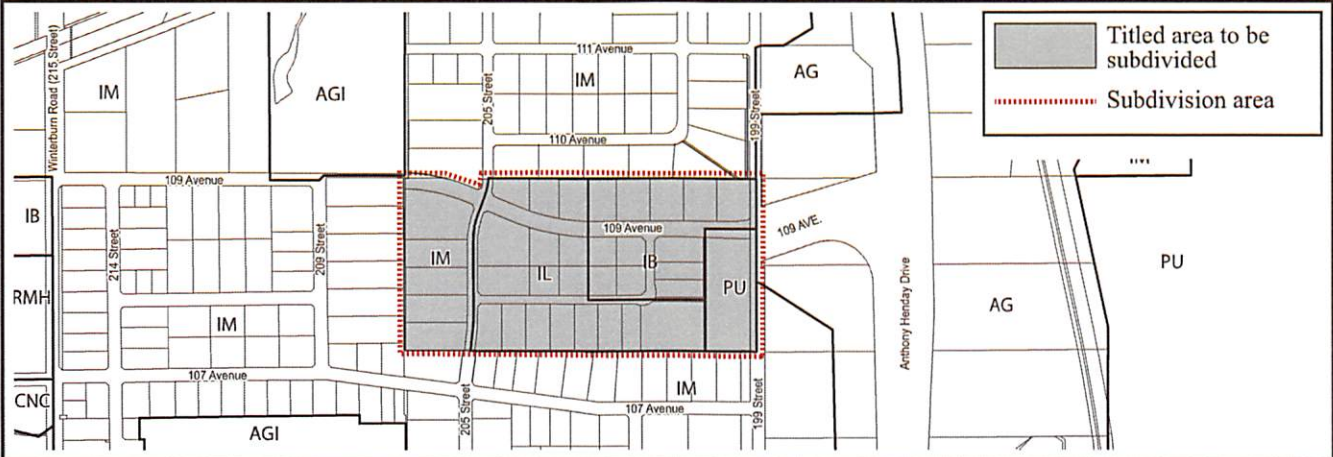 Titled area to be
subdivided
Subdivision area
Winterburn Road (215 Street)
IM
AGI
111 Avenue
IM
AG
205 Street
199 Street
110 Avenue
109 Avenue
IB
214 Street
209 Street
109 Avenue
109 AVE.
IM
IL
IB
PU
PU
RMH
AG
Anthony Henday Drive
IM
107 Avenue
IM
CNC
205 Street
107 Avenue
199 Street
AGI